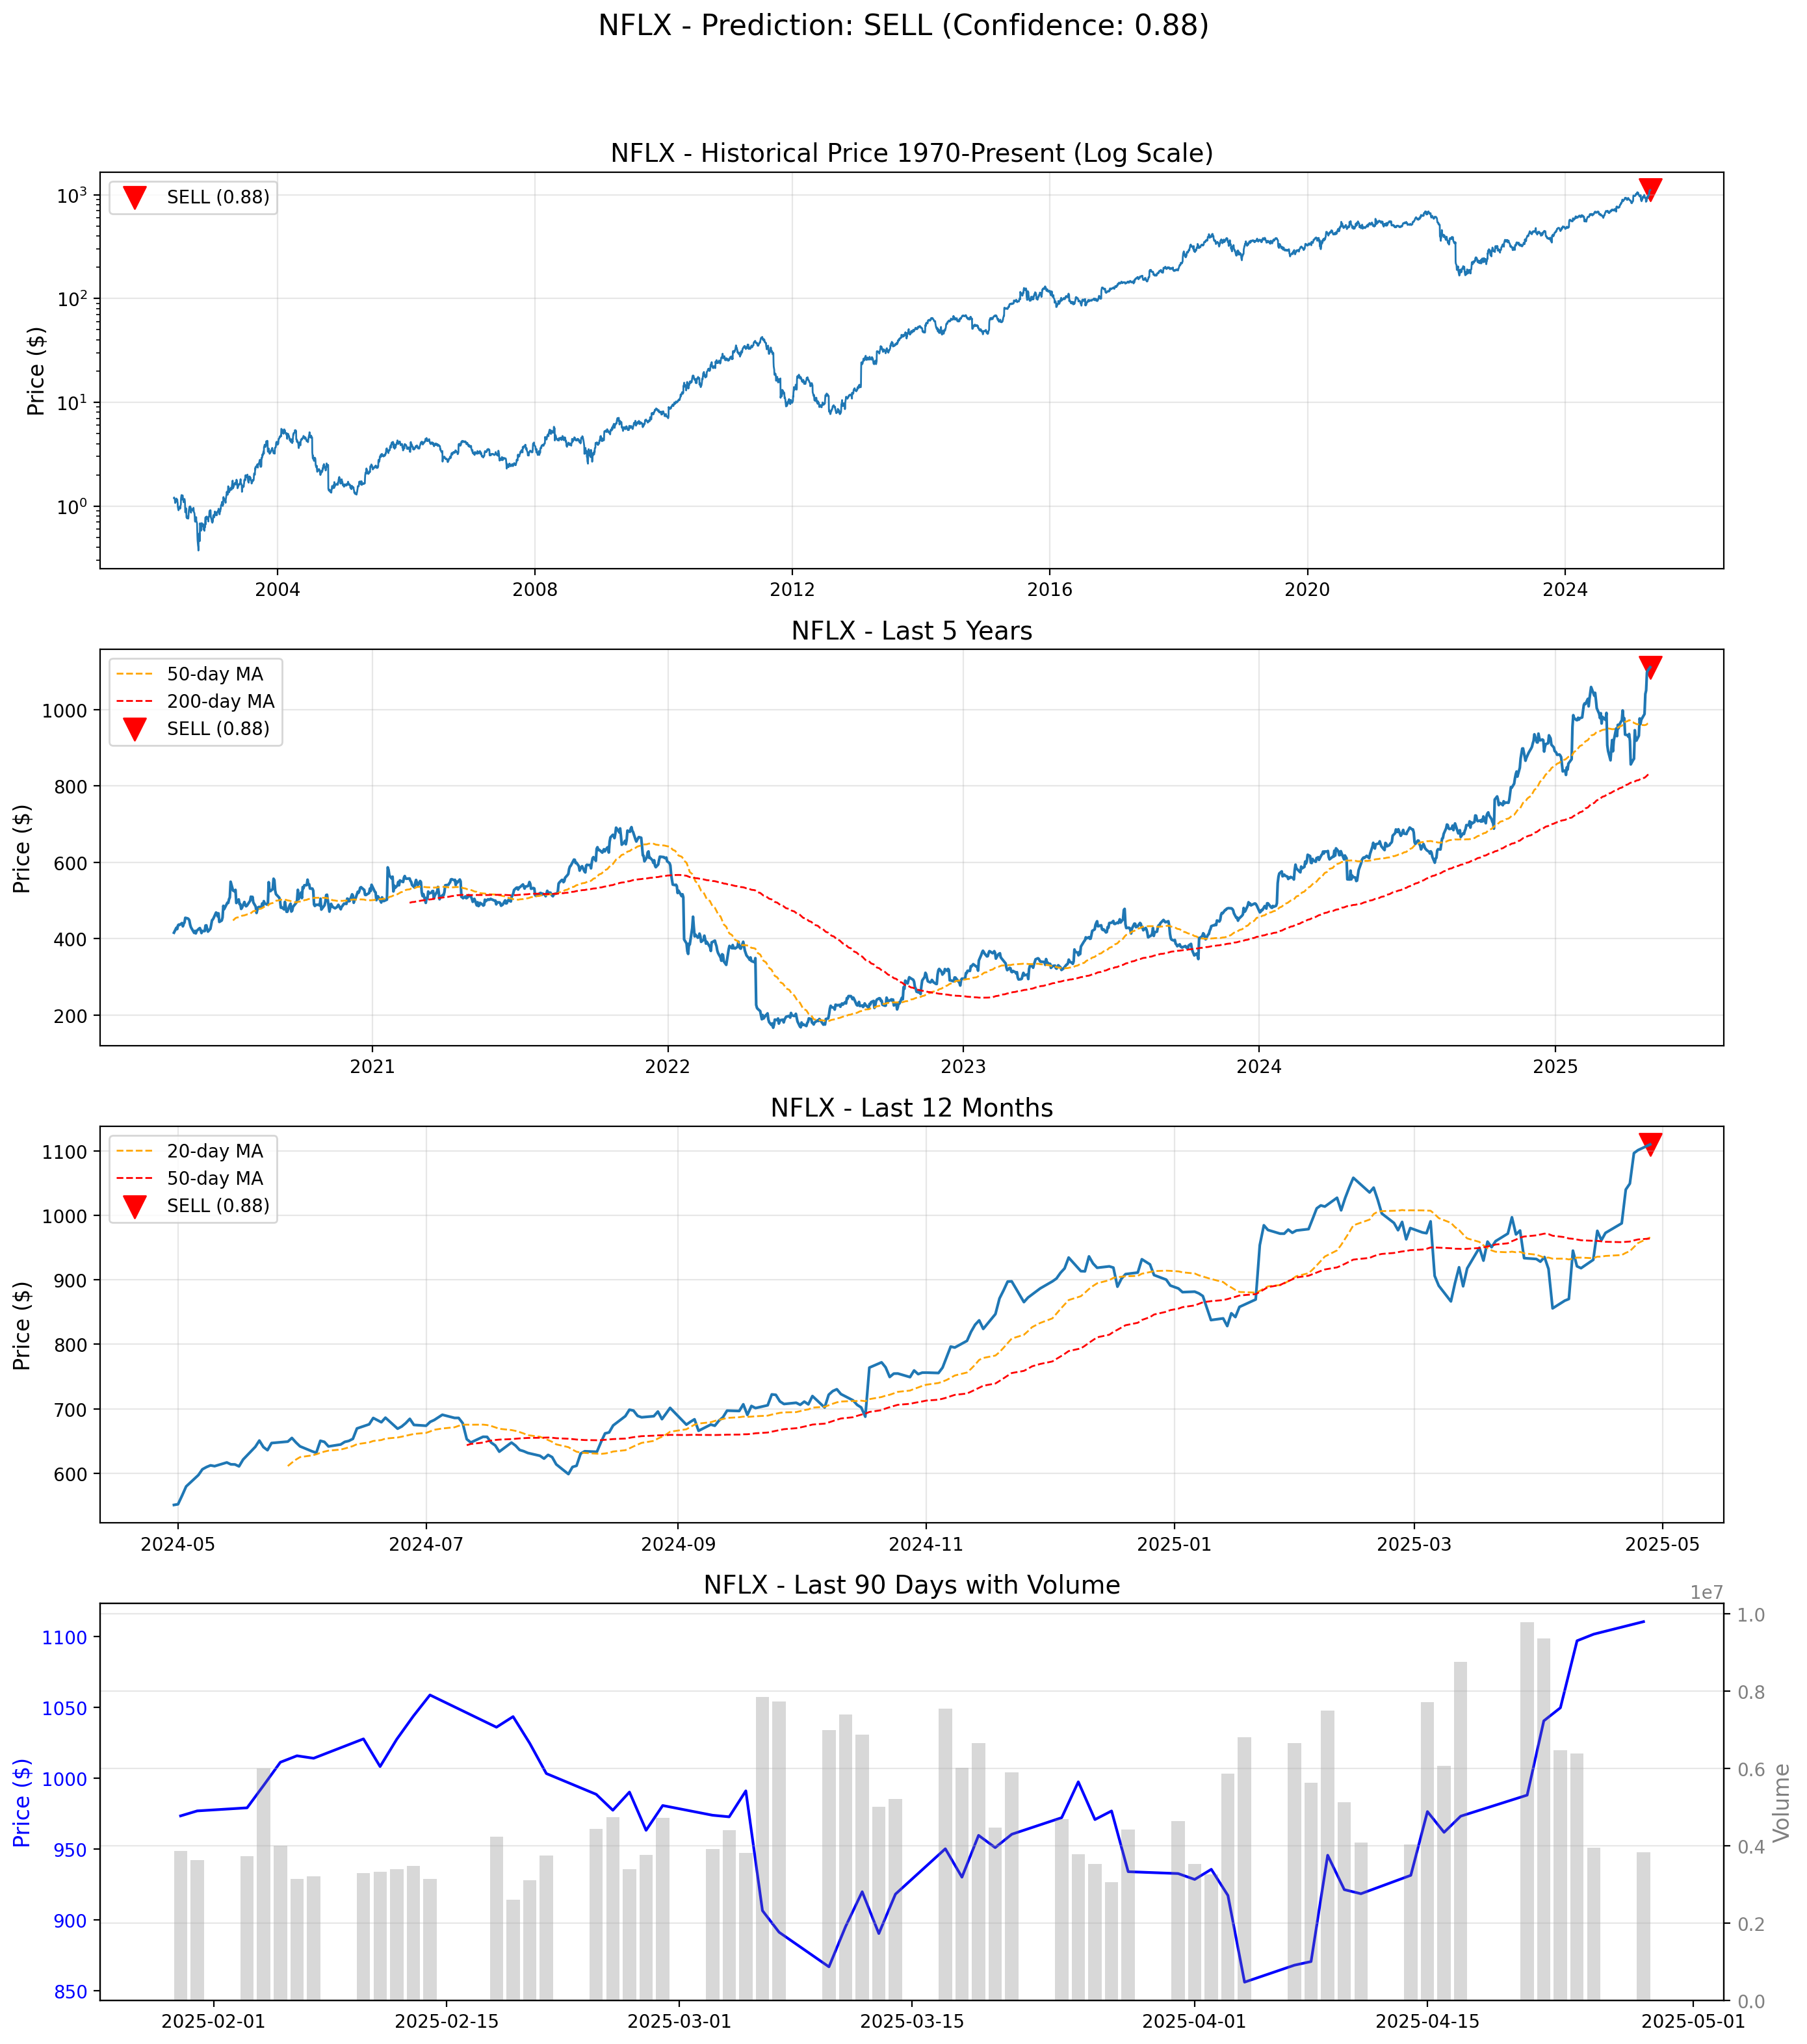 NFLX - Prediction: SELL (Confidence: 0.88)
NFLX - Historical Price 1970-Present (Log Scale)
SELL (0.88)
Price ($)
10³
10²
10¹
10⁰
2004 2008 2012 2016 2020 2024
NFLX - Last 5 Years
50-day MA
200-day MA
SELL (0.88)
Price ($)
1000
800
600
400
200
2021 2022 2023 2024 2025
NFLX - Last 12 Months
20-day MA
50-day MA
SELL (0.88)
Price ($)
1100
1000
900
800
700
600
2024-05 2024-07 2024-09 2024-11 2025-01 2025-03 2025-05
NFLX - Last 90 Days with Volume
1e7
Price ($)
1100
1050
1000
950
900
850
1.0
0.8
0.6
0.4
0.2
0.0
Volume
2025-02-01 2025-02-15 2025-03-01 2025-03-15 2025-04-01 2025-04-15 2025-05-01